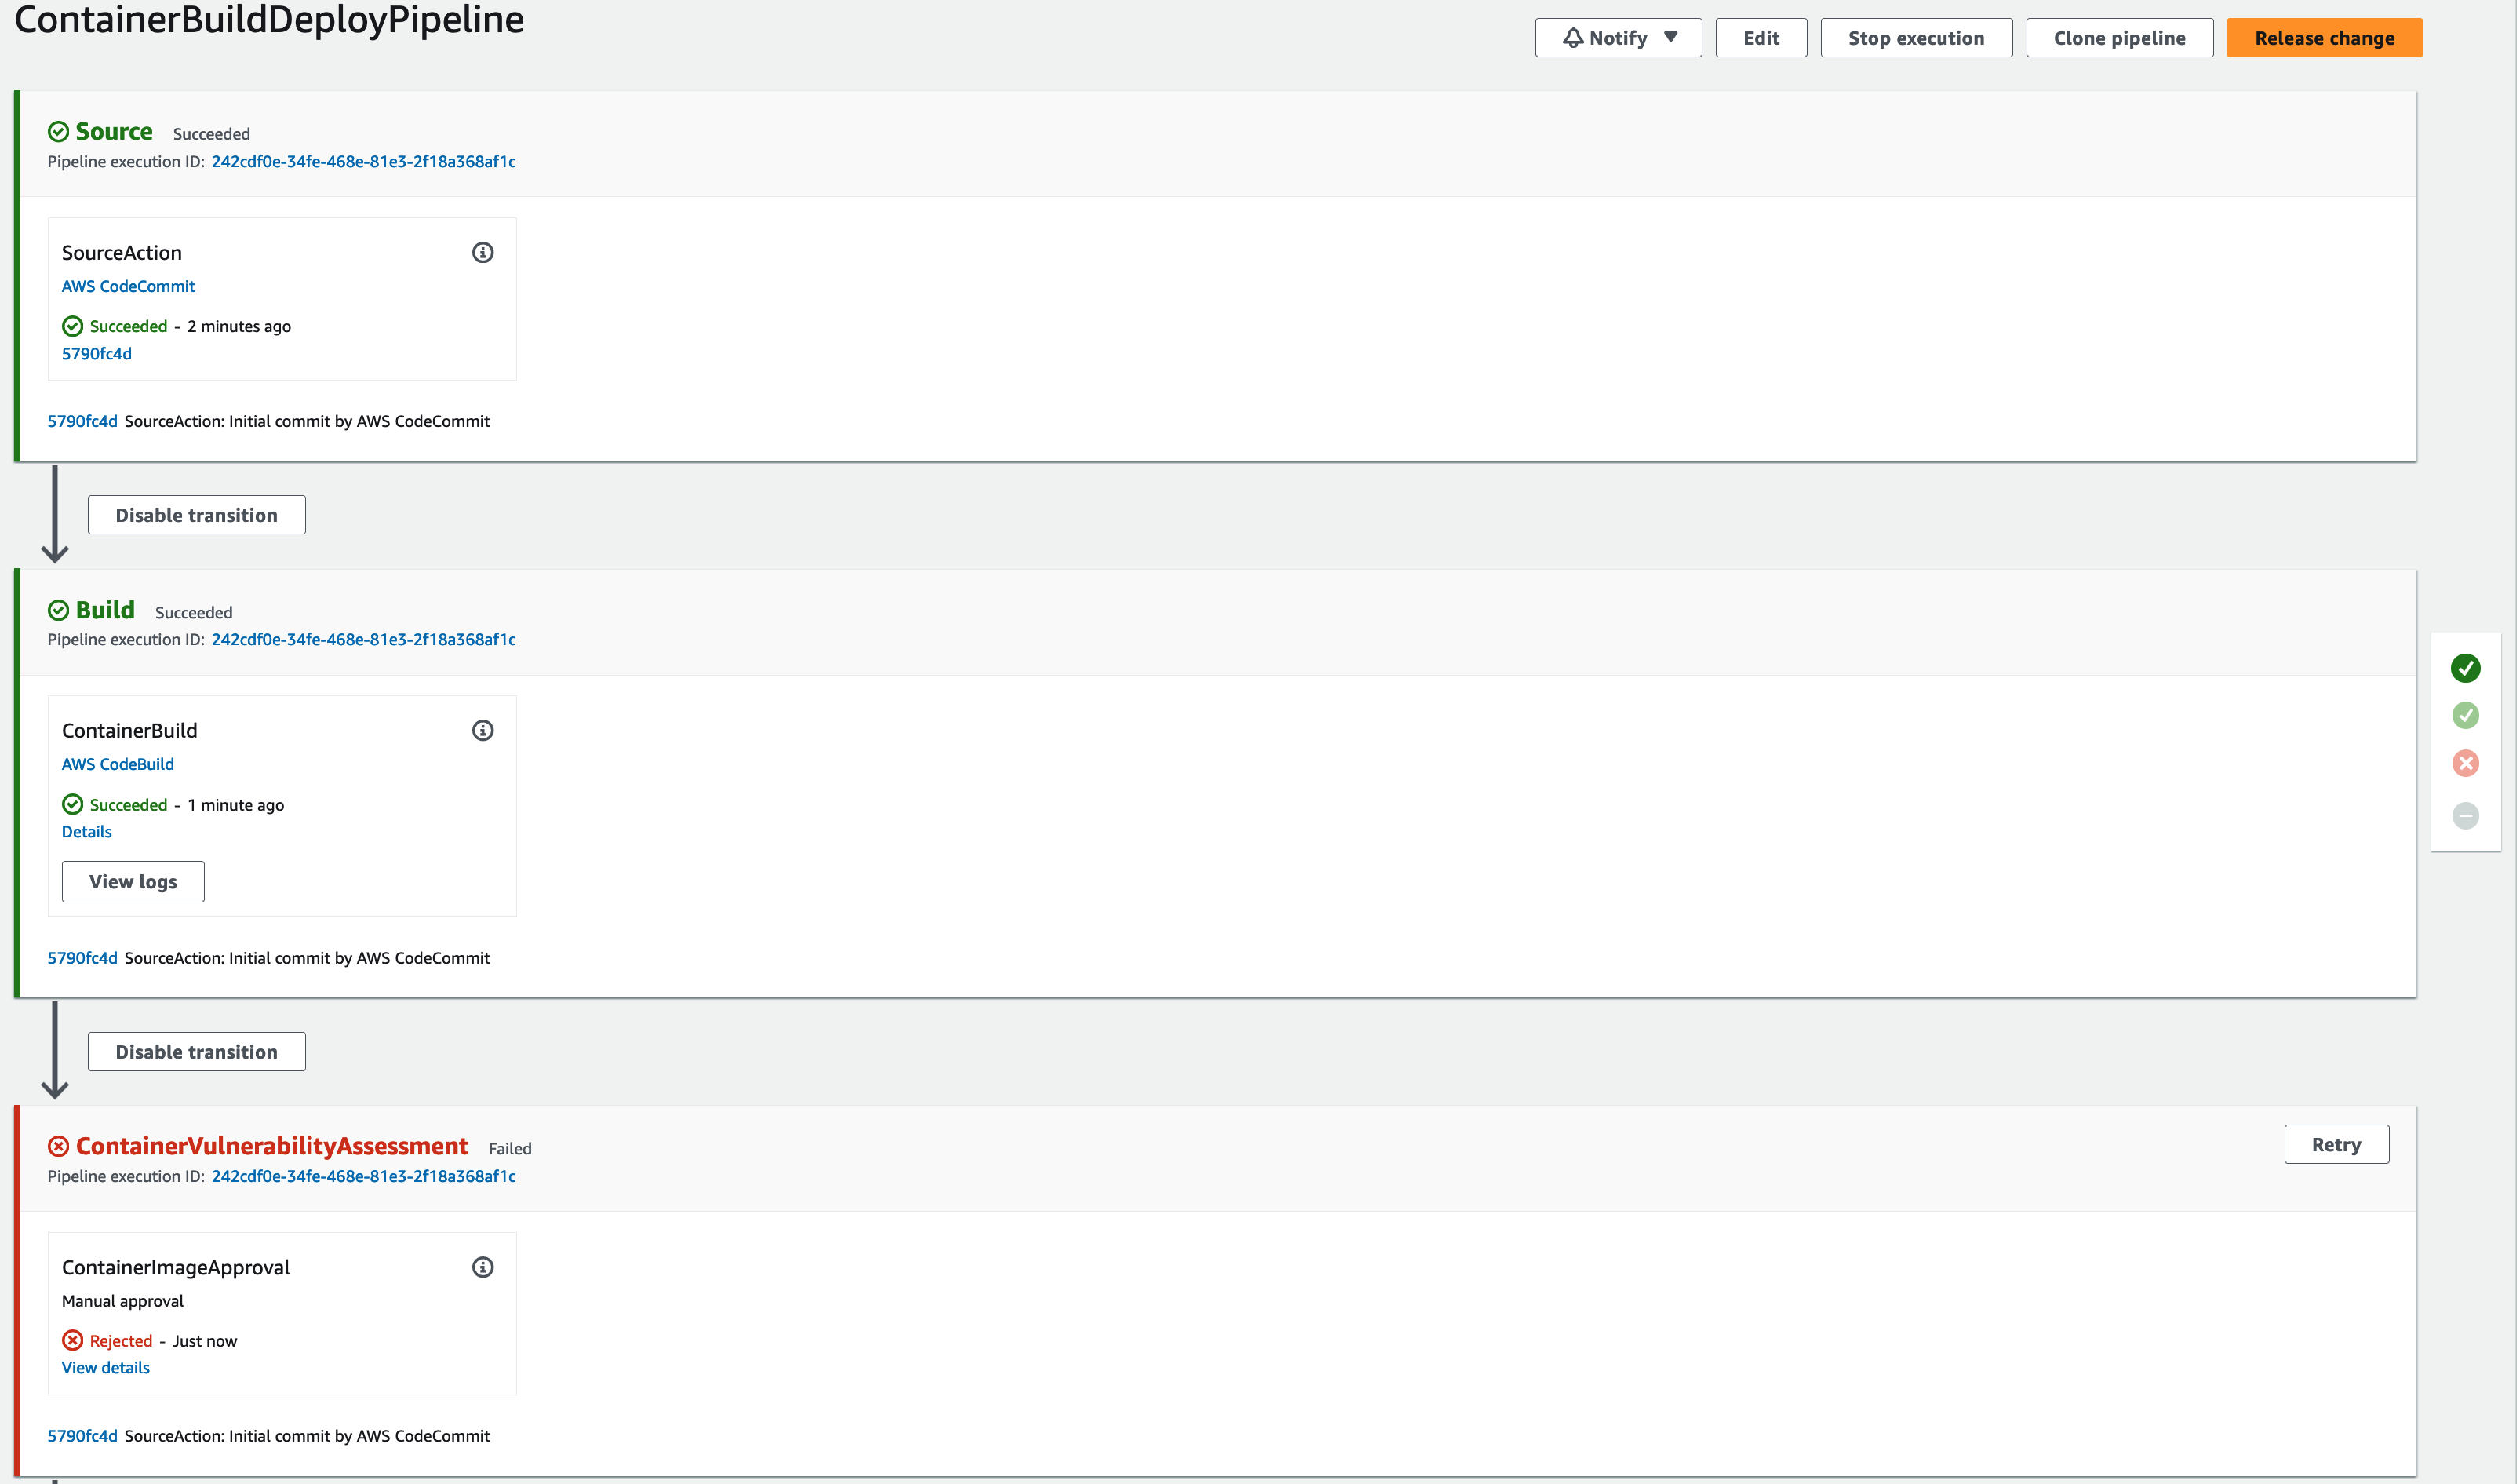 ContainerBuildDeployPipeline
Notify
Edit
Stop execution
Clone pipeline
Release change
Source Succeeded
Pipeline execution ID: 242cdf0e-34fe-468e-81e3-2f18a368af1c
SourceAction
AWS CodeCommit
Succeeded - 2 minutes ago
5790fc4d
5790fc4d SourceAction: Initial commit by AWS CodeCommit
Disable transition
Build Succeeded
Pipeline execution ID: 242cdf0e-34fe-468e-81e3-2f18a368af1c
ContainerBuild
AWS CodeBuild
Succeeded - 1 minute ago
Details
View logs
5790fc4d SourceAction: Initial commit by AWS CodeCommit
Disable transition
ContainerVulnerabilityAssessment Failed
Retry
Pipeline execution ID: 242cdf0e-34fe-468e-81e3-2f18a368af1c
ContainerImageApproval
Manual approval
Rejected - Just now
View details
5790fc4d SourceAction: Initial commit by AWS CodeCommit